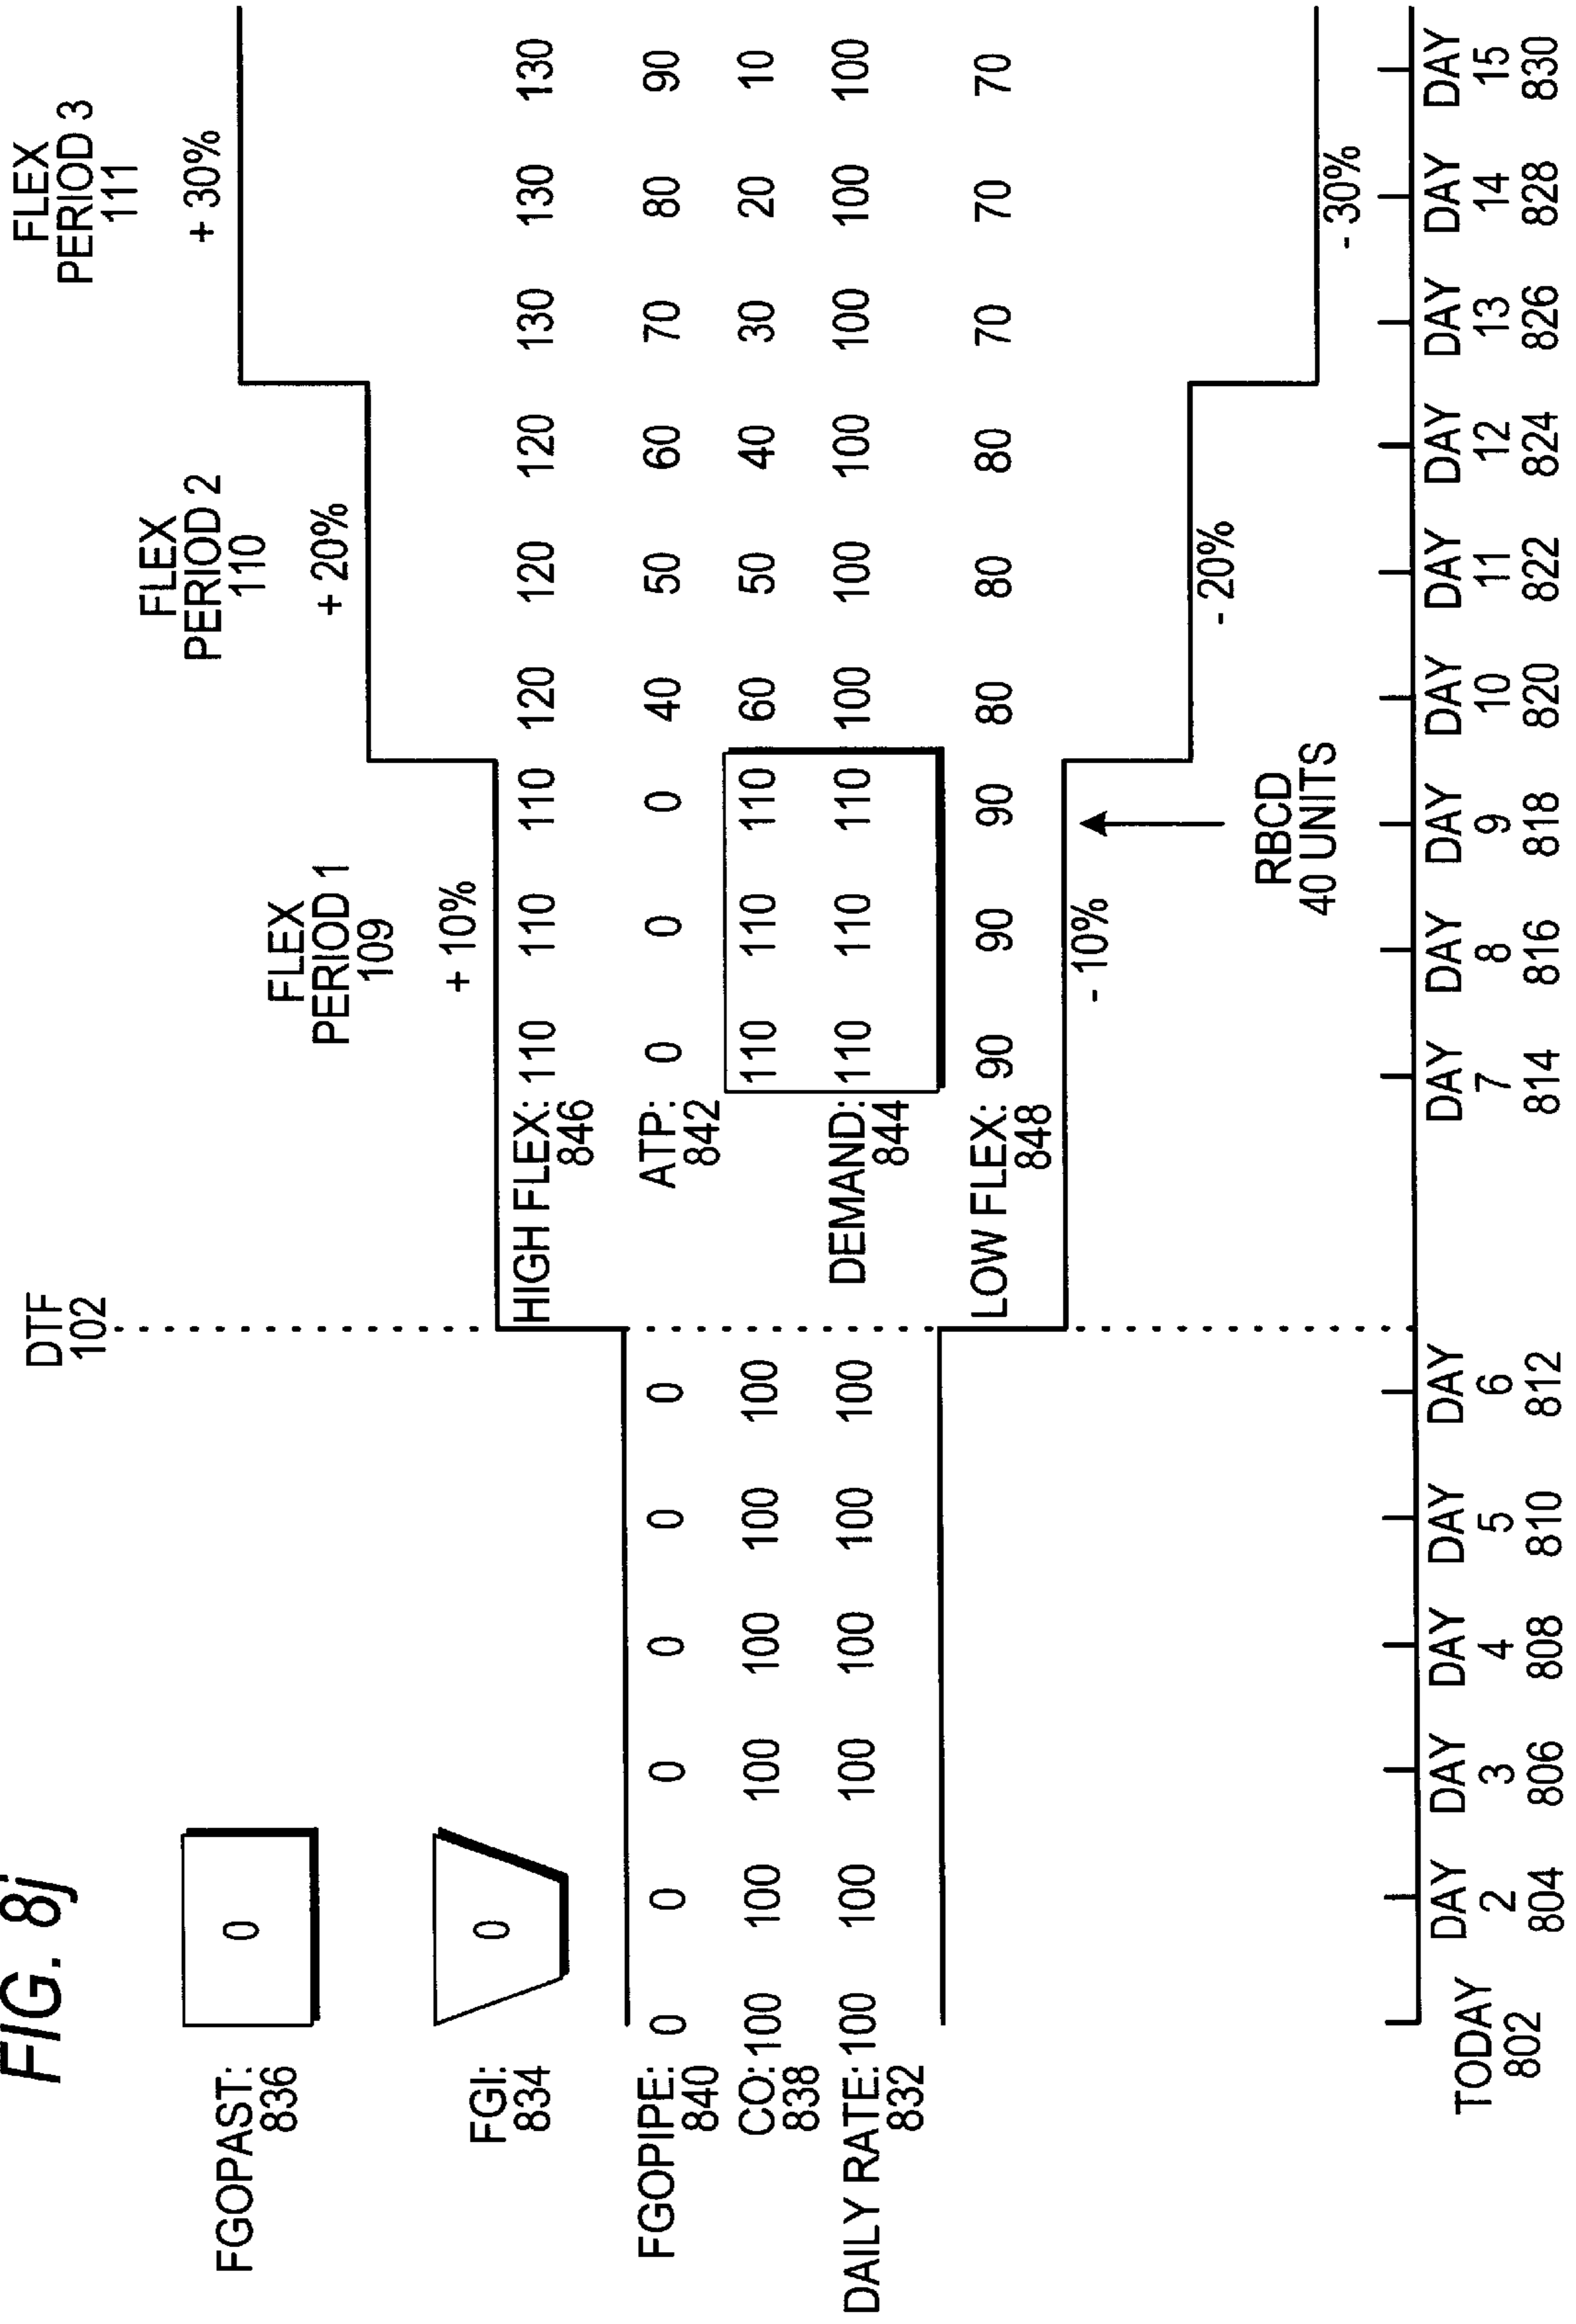 FIG. 8j
DTF
102
FLEX
PERIOD 1
109
+ 10%
FLEX
PERIOD 2
110
+ 20%
FLEX
PERIOD 3
111
+ 30%
FGOPAST:
836
0
FGI:
834
0
HIGH FLEX: 110 110 110 120 120 120 130 130 130
846
FGOPIPE: 0 0 0 0 0 0
840
ATP: 0 0 0 40 50 60 70 80 90
842
CO: 100 100 100 100 100 100 110 110 110 60 50 40 30 20 10
838
DAILY RATE: 100 100 100 100 100 100
832
DEMAND: 110 110 110 100 100 100 100 100 100
844
LOW FLEX: 90 90 90 80 80 80 70 70 70
848
- 10%
- 20%
- 30%
RBCD
40 UNITS
TODAY
802
DAY
2
804
DAY
3
806
DAY
4
808
DAY
5
810
DAY
6
812
DAY
7
814
DAY
8
816
DAY
9
818
DAY
10
820
DAY
11
822
DAY
12
824
DAY
13
826
DAY
14
828
DAY
15
830